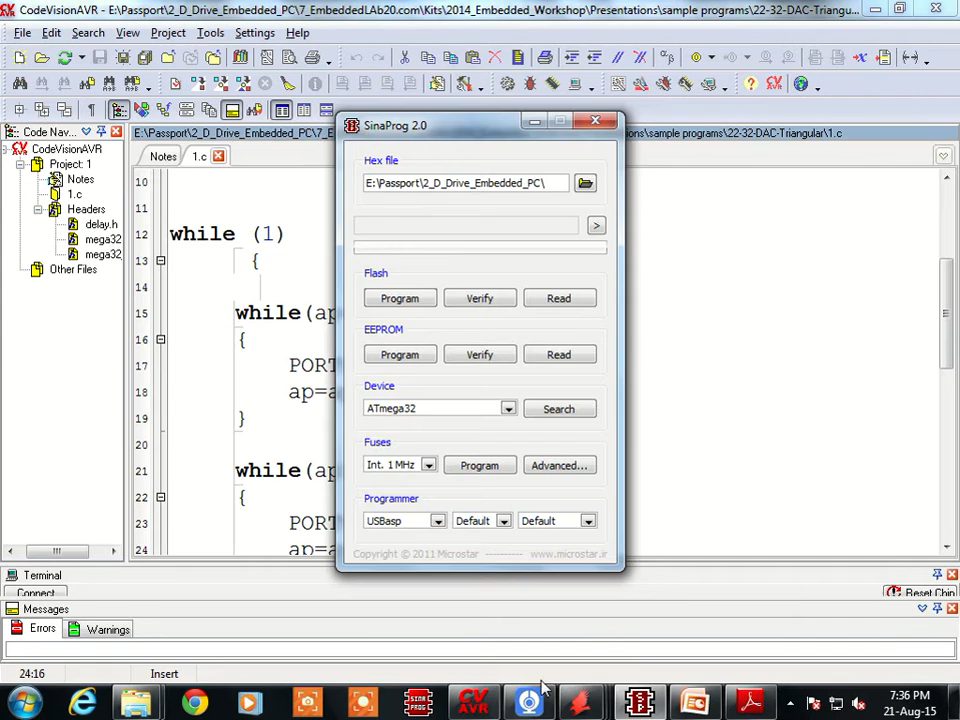 CodeVisionAVR - E:\Passport\2_D_Drive_Embedded_PC\7_EmbeddedLAb20.com\Kits\2014_Embedded_Workshop\Presentations\sample programs\22-32-DAC-Triangu...
File Edit Search View Project Tools Settings Help
Code Nav...
E:\Passport\2_D_Drive_Embedded_PC\7_E
s\sample programs\22-32-DAC-Triangular\1.c
CodeVisionAVR
Project: 1
Notes
1.c
Headers
delay.h
mega32
mega32_
Other Files
Notes 1.c
10
11
12 while (1)
13 {
14
15 while(ap
16 {
17 PORT
18 ap=a
19 }
20
21 while(ap
22 {
23 PORT
24 ap=a
SinaProg 2.0
Hex file
E:\Passport\2_D_Drive_Embedded_PC\
>
Flash
Program Verify Read
EEPROM
Program Verify Read
Device
ATmega32 Search
Fuses
Int. 1 MHz Program Advanced...
Programmer
USBasp Default Default
Copyright © 2011 Microstar ---------- www.microstar.ir
Terminal
Connect Reset Chip
Messages
Errors Warnings
24:16 Insert
SINA PROG
CV AVR
7:36 PM
21-Aug-15